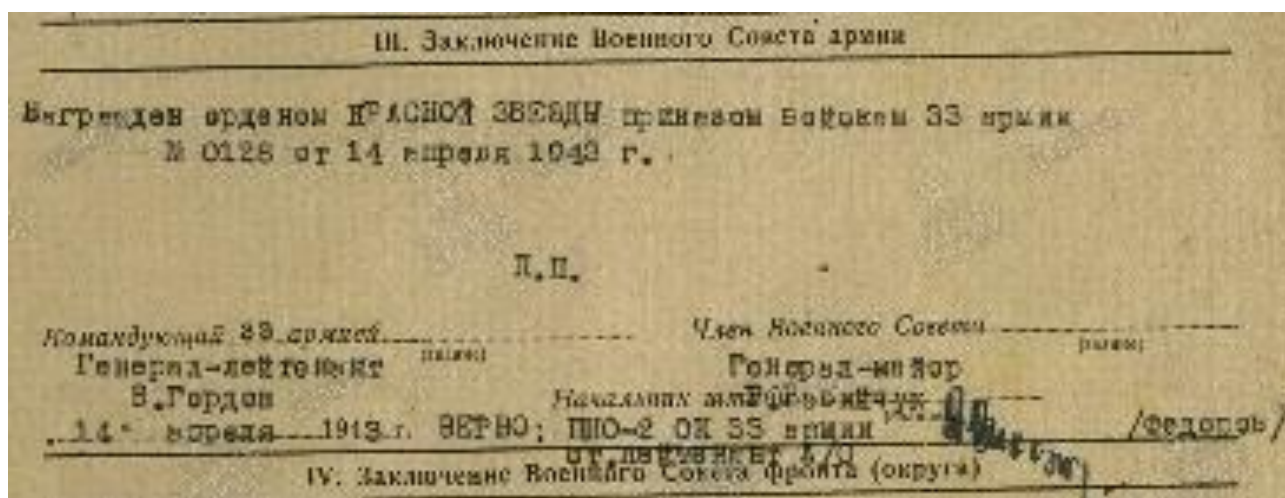 III. Заключение Военного Совета армии
Награжден орденом КРАСНОЙ ЗВЕЗДЫ приказом войскам 33 армии
№ 0128 от 14 апреля 1943 г.
П.П.
Командующий 33 армией
Член Военного Совета
Генерал-лейтенант
Генерал-майор
В.Гордов
Начальник
"14" апреля 1943 г. ВЕРНО: ПНО-2 ОК 33 армии /Федоров/
ст.лейтенант А/С
IV. Заключение Военного Совета фронта (округа)